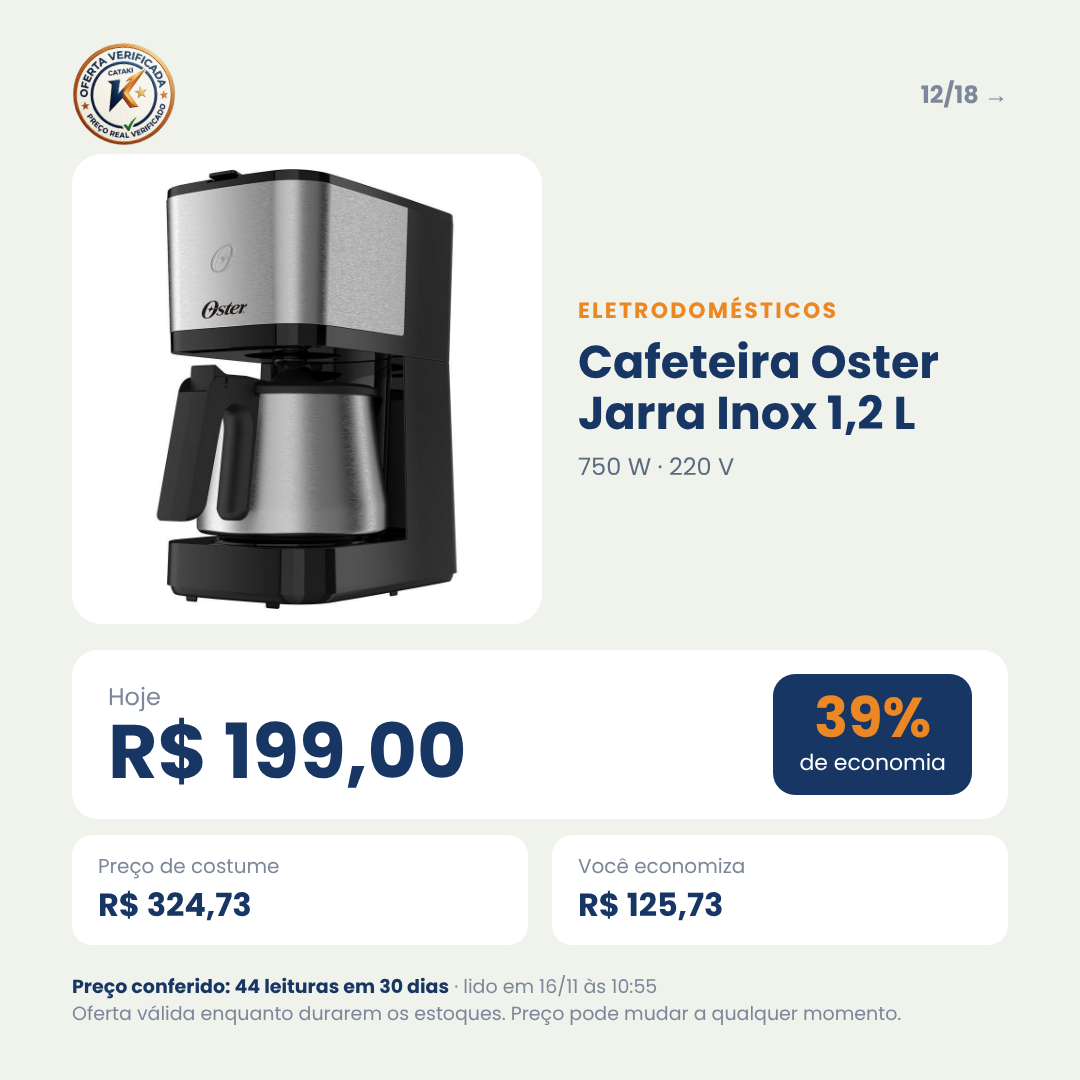 OFERTA VERIFICADA
CATAKI
PREÇO REAL VERIFICADO
12/18 →
Oster
ELETRODOMÉSTICOS
Cafeteira Oster
Jarra Inox 1,2 L
750 W · 220 V
Hoje
R$ 199,00
39%
de economia
Preço de costume
R$ 324,73
Você economiza
R$ 125,73
Preço conferido: 44 leituras em 30 dias · lido em 16/11 às 10:55
Oferta válida enquanto durarem os estoques. Preço pode mudar a qualquer momento.